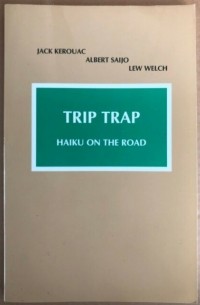 JACK KEROUAC
ALBERT SAIJO
LEW WELCH
TRIP TRAP
HAIKU ON THE ROAD